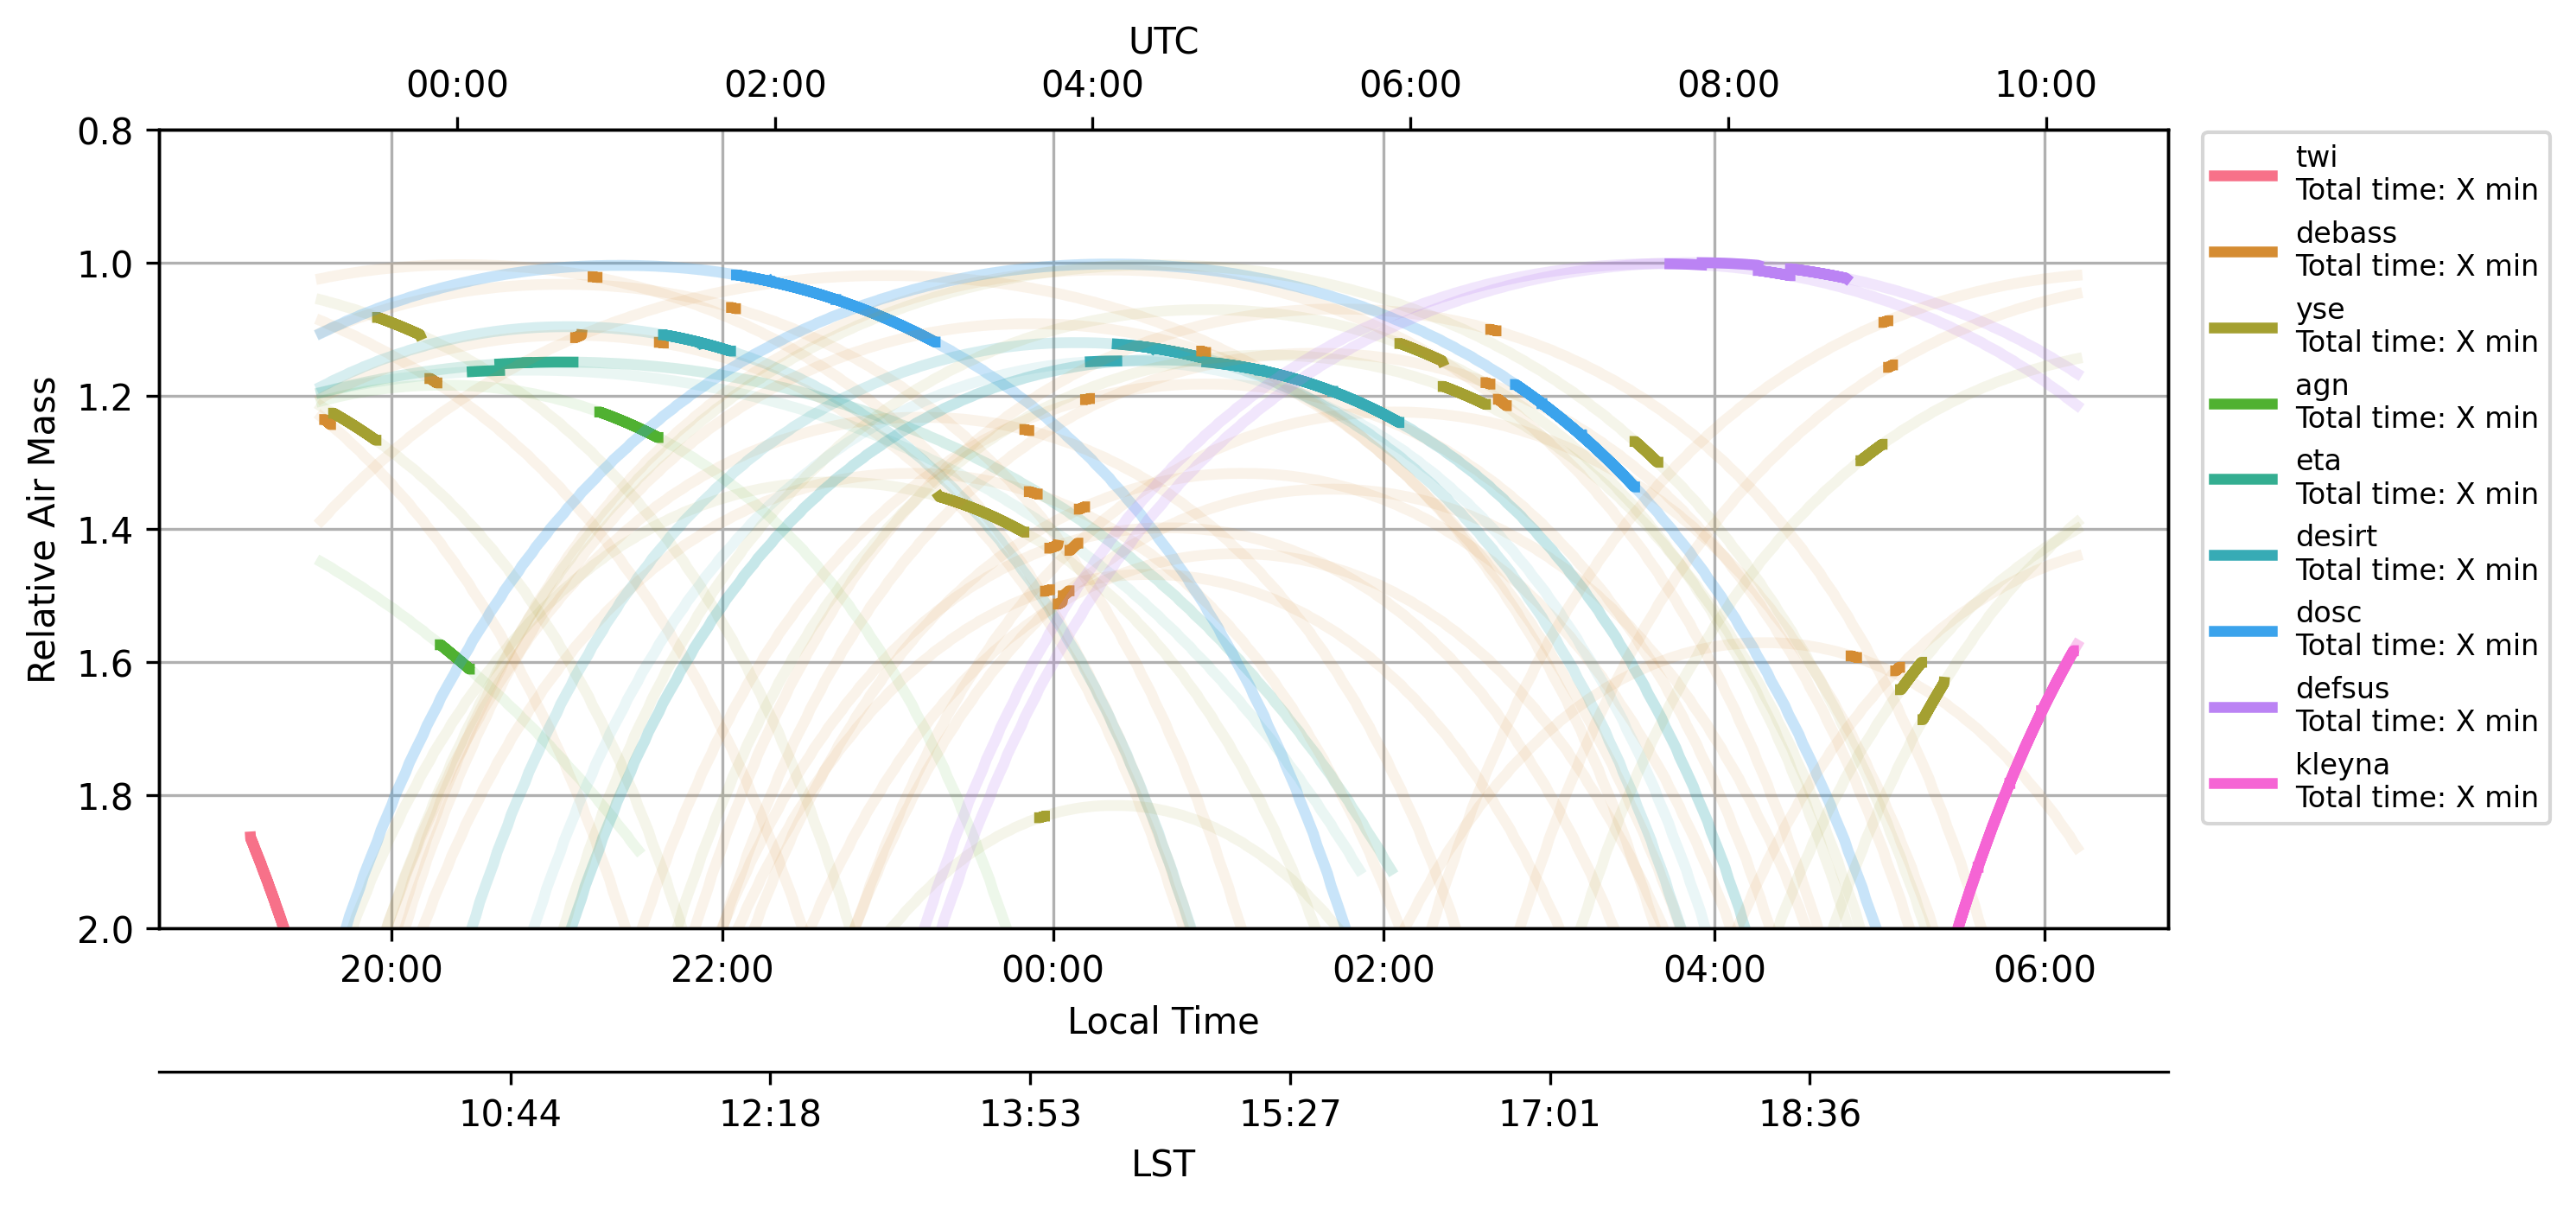 UTC
00:00 02:00 04:00 06:00 08:00 10:00
0.8
1.0
1.2
1.4
1.6
1.8
2.0
Relative Air Mass
20:00 22:00 00:00 02:00 04:00 06:00
Local Time
10:44 12:18 13:53 15:27 17:01 18:36
LST
twi
Total time: X min
debass
Total time: X min
yse
Total time: X min
agn
Total time: X min
eta
Total time: X min
desirt
Total time: X min
dosc
Total time: X min
defsus
Total time: X min
kleyna
Total time: X min